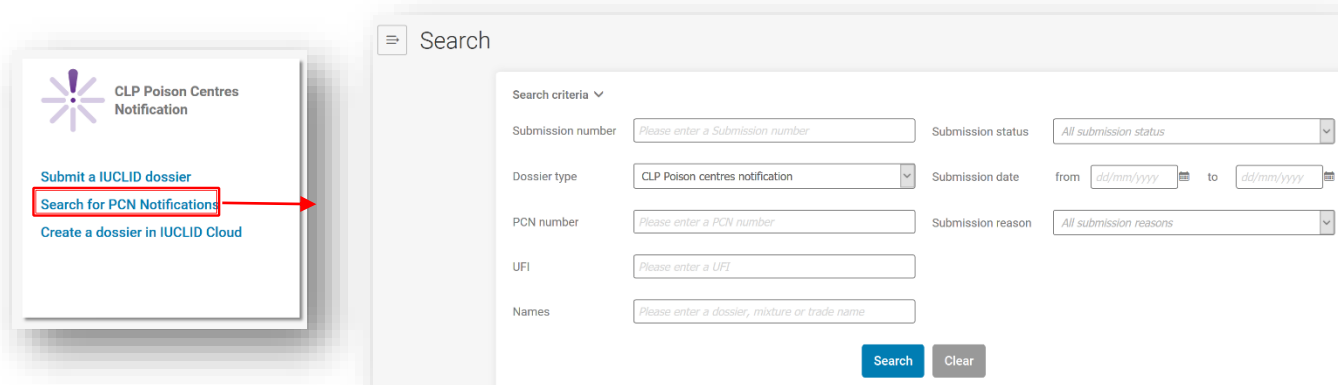 CLP Poison Centres
Notification
Submit a IUCLID dossier
Search for PCN Notifications
Create a dossier in IUCLID Cloud
Search
Search criteria
Submission number Please enter a Submission number Submission status All submission status
Dossier type CLP Poison centres notification Submission date from dd/mm/yyyy to dd/mm/yyyy
PCN number Please enter a PCN number Submission reason All submission reasons
UFI Please enter a UFI
Names Please enter a dossier, mixture or trade name
Search Clear